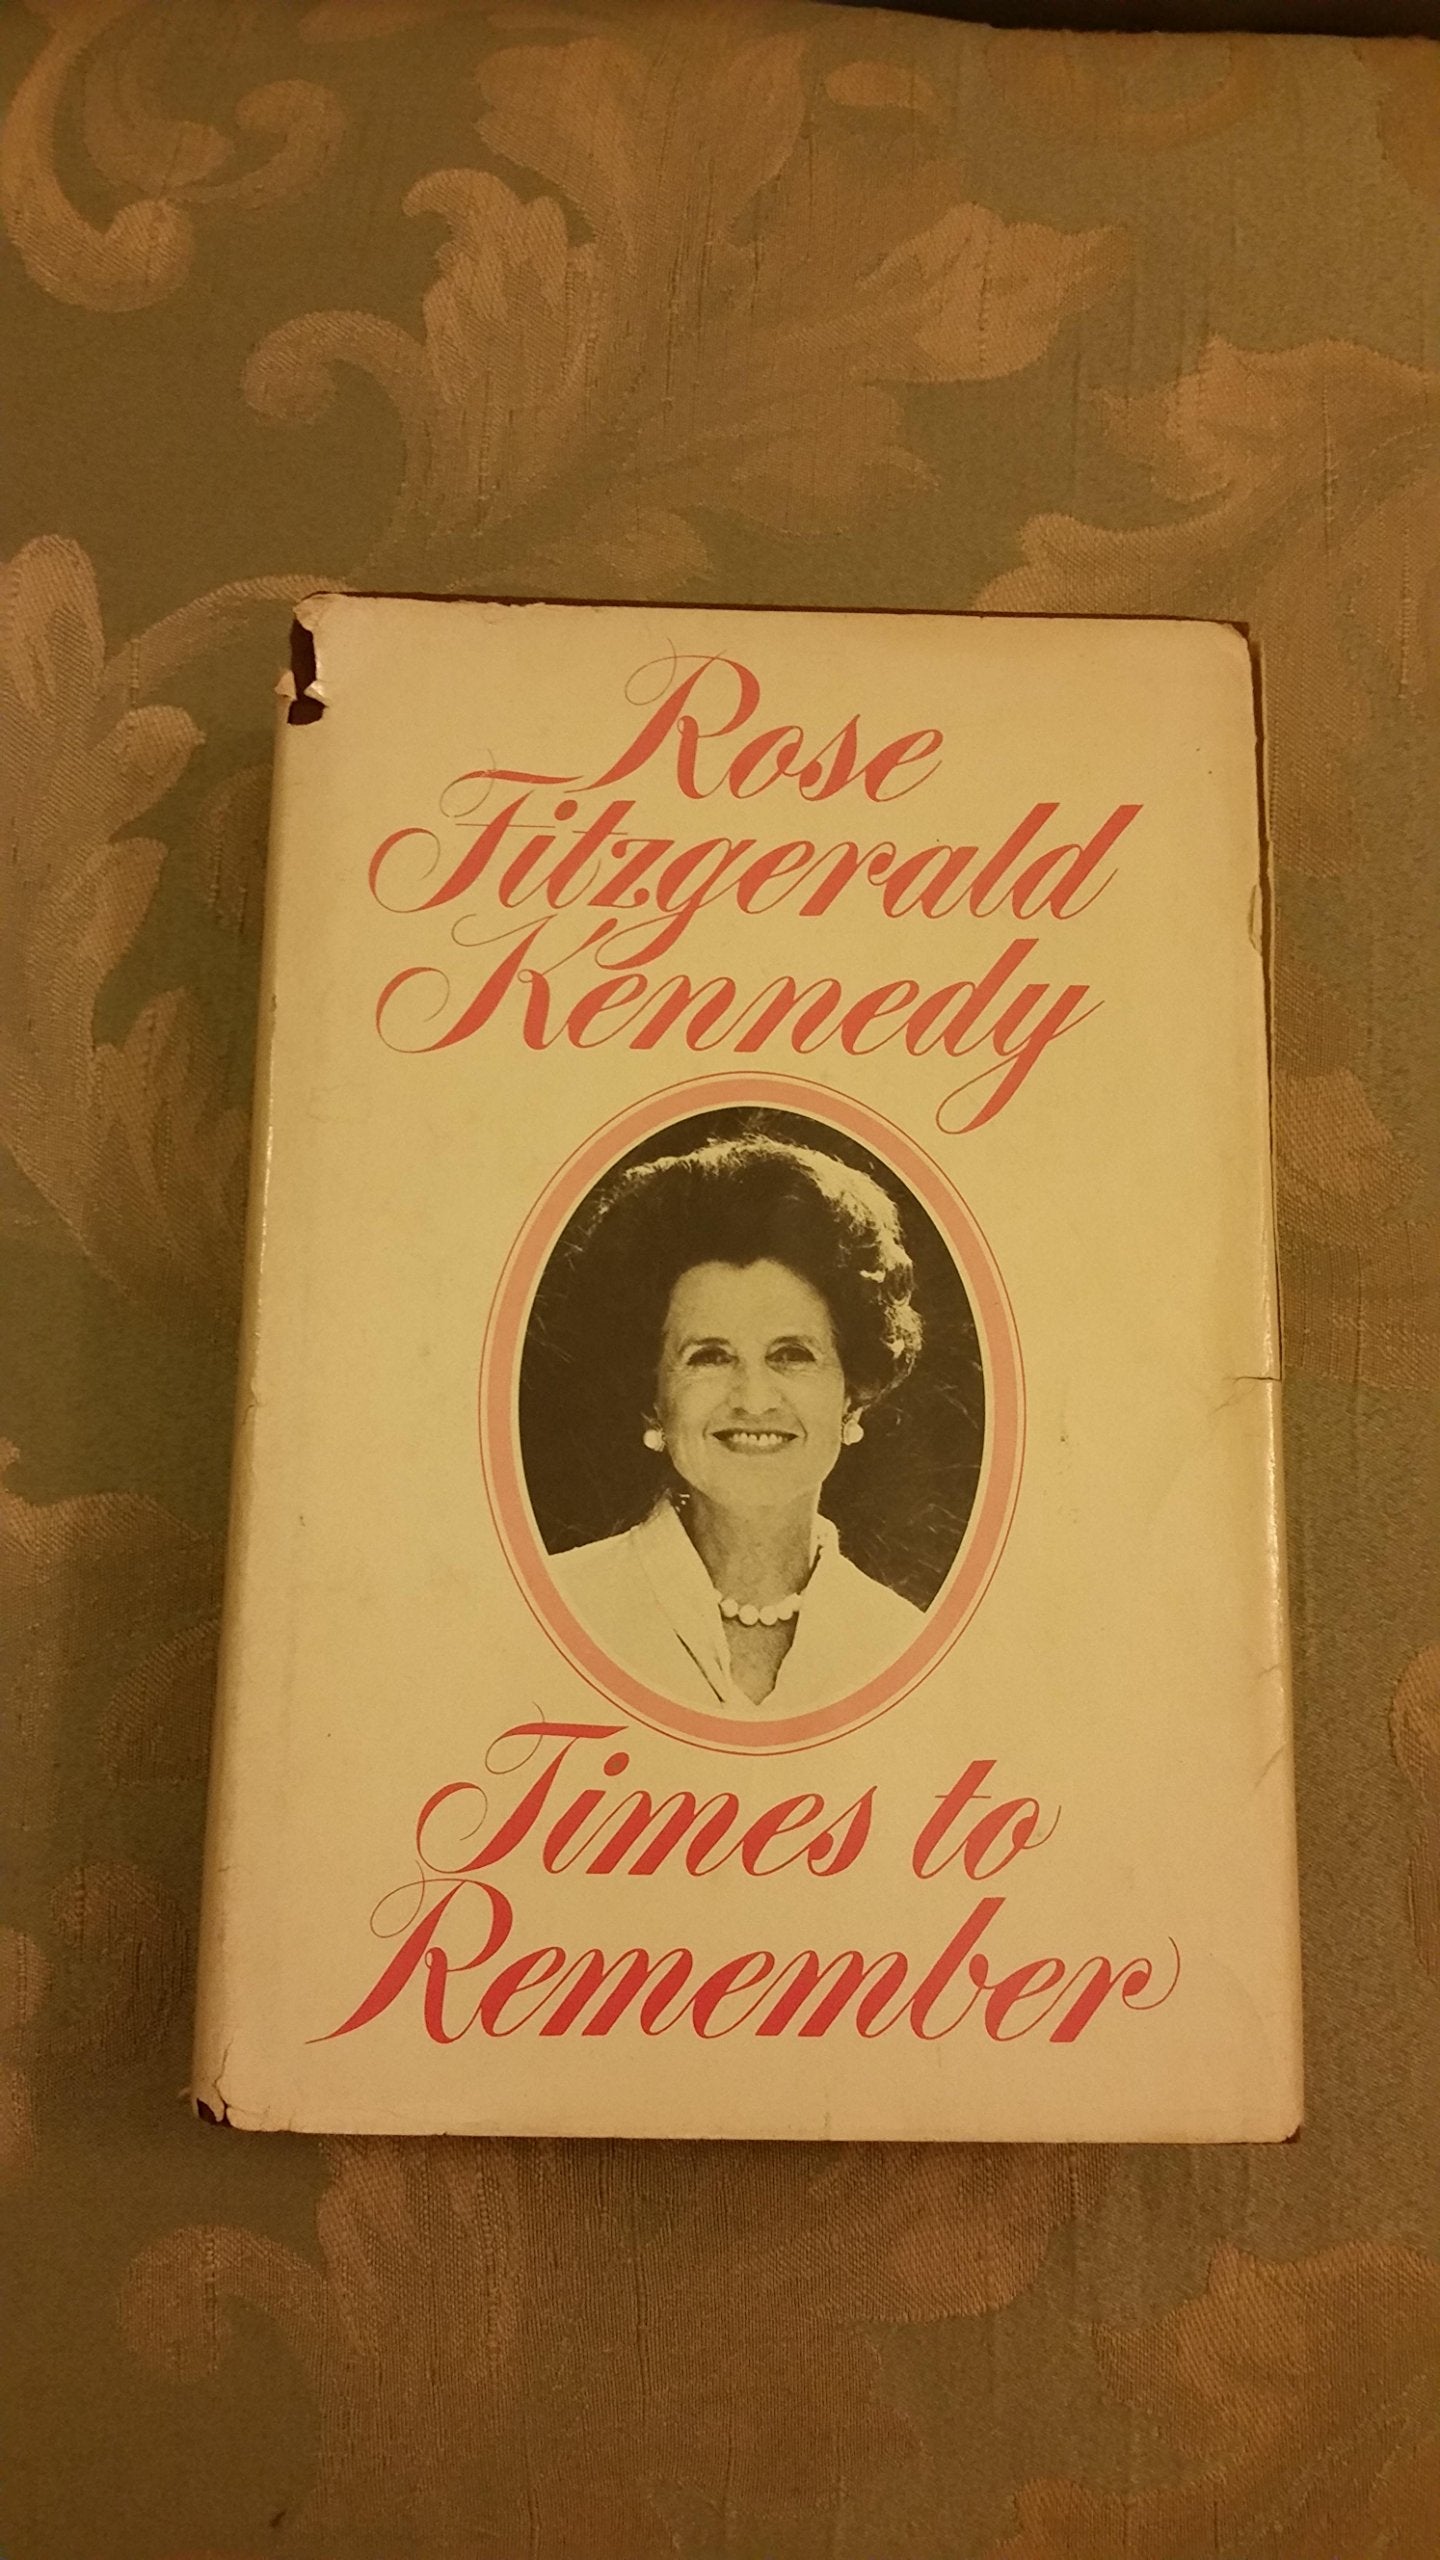 Rose
Fitzgerald
Kennedy
Times to
Remember